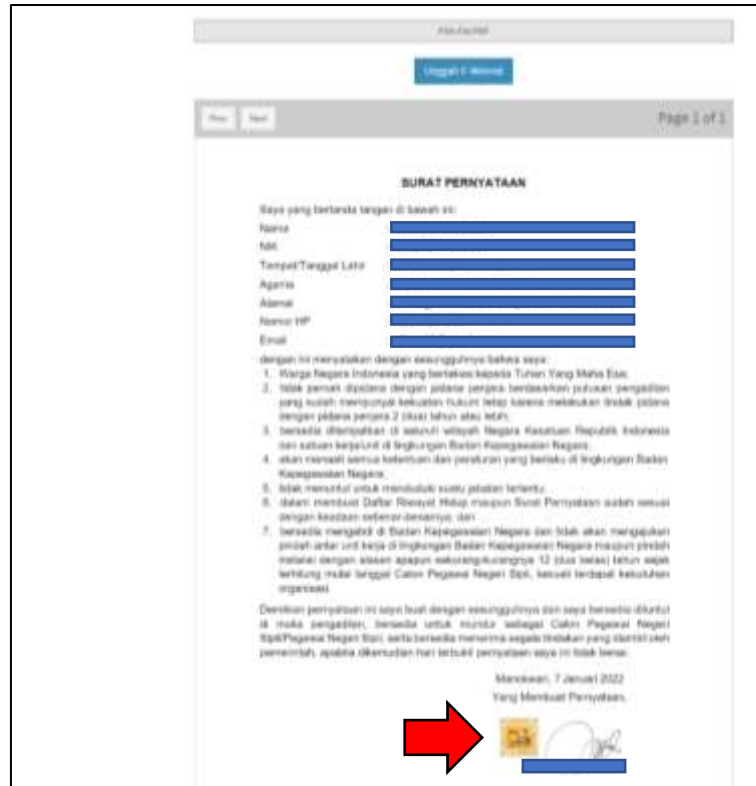 Unggah E-Meterai
Prev Next Page 1 of 1
SURAT PERNYATAAN
Saya yang bertanda tangan di bawah ini:
Nama
NIK
Tempat/Tanggal Lahir
Agama
Alamat
Nomor HP
Email
dengan ini menyatakan dengan sesungguhnya bahwa saya:
1. Warga Negara Indonesia yang bertakwa kepada Tuhan Yang Maha Esa;
2. tidak pernah dipidana dengan pidana penjara berdasarkan putusan pengadilan
yang sudah mempunyai kekuatan hukum tetap karena melakukan tindak pidana
dengan pidana penjara 2 (dua) tahun atau lebih;
3. bersedia ditempatkan di seluruh wilayah Negara Kesatuan Republik Indonesia
dan satuan kerja/unit di lingkungan Badan Kepegawaian Negara;
4. akan mentaati semua ketentuan dan peraturan yang berlaku di lingkungan Badan
Kepegawaian Negara;
5. tidak menuntut untuk menduduki suatu jabatan tertentu;
6. dalam membuat Daftar Riwayat Hidup maupun Surat Pernyataan sudah sesuai
dengan keadaan sebenar-benarnya; dan
7. bersedia mengabdi di Badan Kepegawaian Negara dan tidak akan mengajukan
pindah antar unit kerja di lingkungan Badan Kepegawaian Negara maupun pindah
instansi dengan alasan apapun sekurang-kurangnya 12 (dua belas) tahun sejak
terhitung mulai tanggal Calon Pegawai Negeri Sipil, kecuali terdapat kebutuhan
organisasi.
Demikian pernyataan ini saya buat dengan sesungguhnya dan saya bersedia dituntut
di muka pengadilan, bersedia untuk mundur sebagai Calon Pegawai Negeri
Sipil/Pegawai Negeri Sipil, serta bersedia menerima segala tindakan yang diambil oleh
pemerintah, apabila dikemudian hari terbukti pernyataan saya ini tidak benar.
Manokwari, 7 Januari 2022
Yang Membuat Pernyataan,